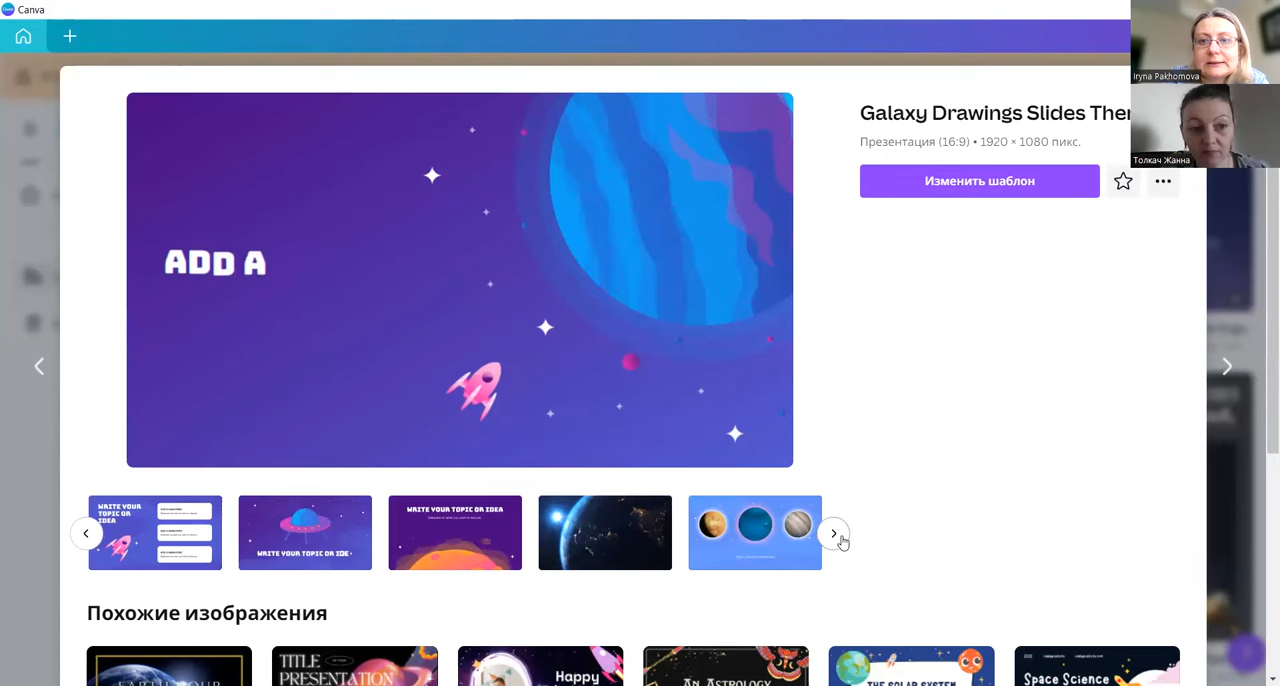 Canva
Iryna Pakhomova
Толкач Жанна
Galaxy Drawings Slides
Презентация (16:9) • 1920 × 1080 пикс.
Изменить шаблон
ADD A
WRITE YOUR
TOPIC OR
IDEA
WRITE YOUR TOPIC OR IDE
WRITE YOUR TOPIC OR IDEA
Похожие изображения
EARTH HOUR
TITLE
PRESENTATION
Happy
AN ASTROLOGY
THE SOLAR SYSTEM
Space Science